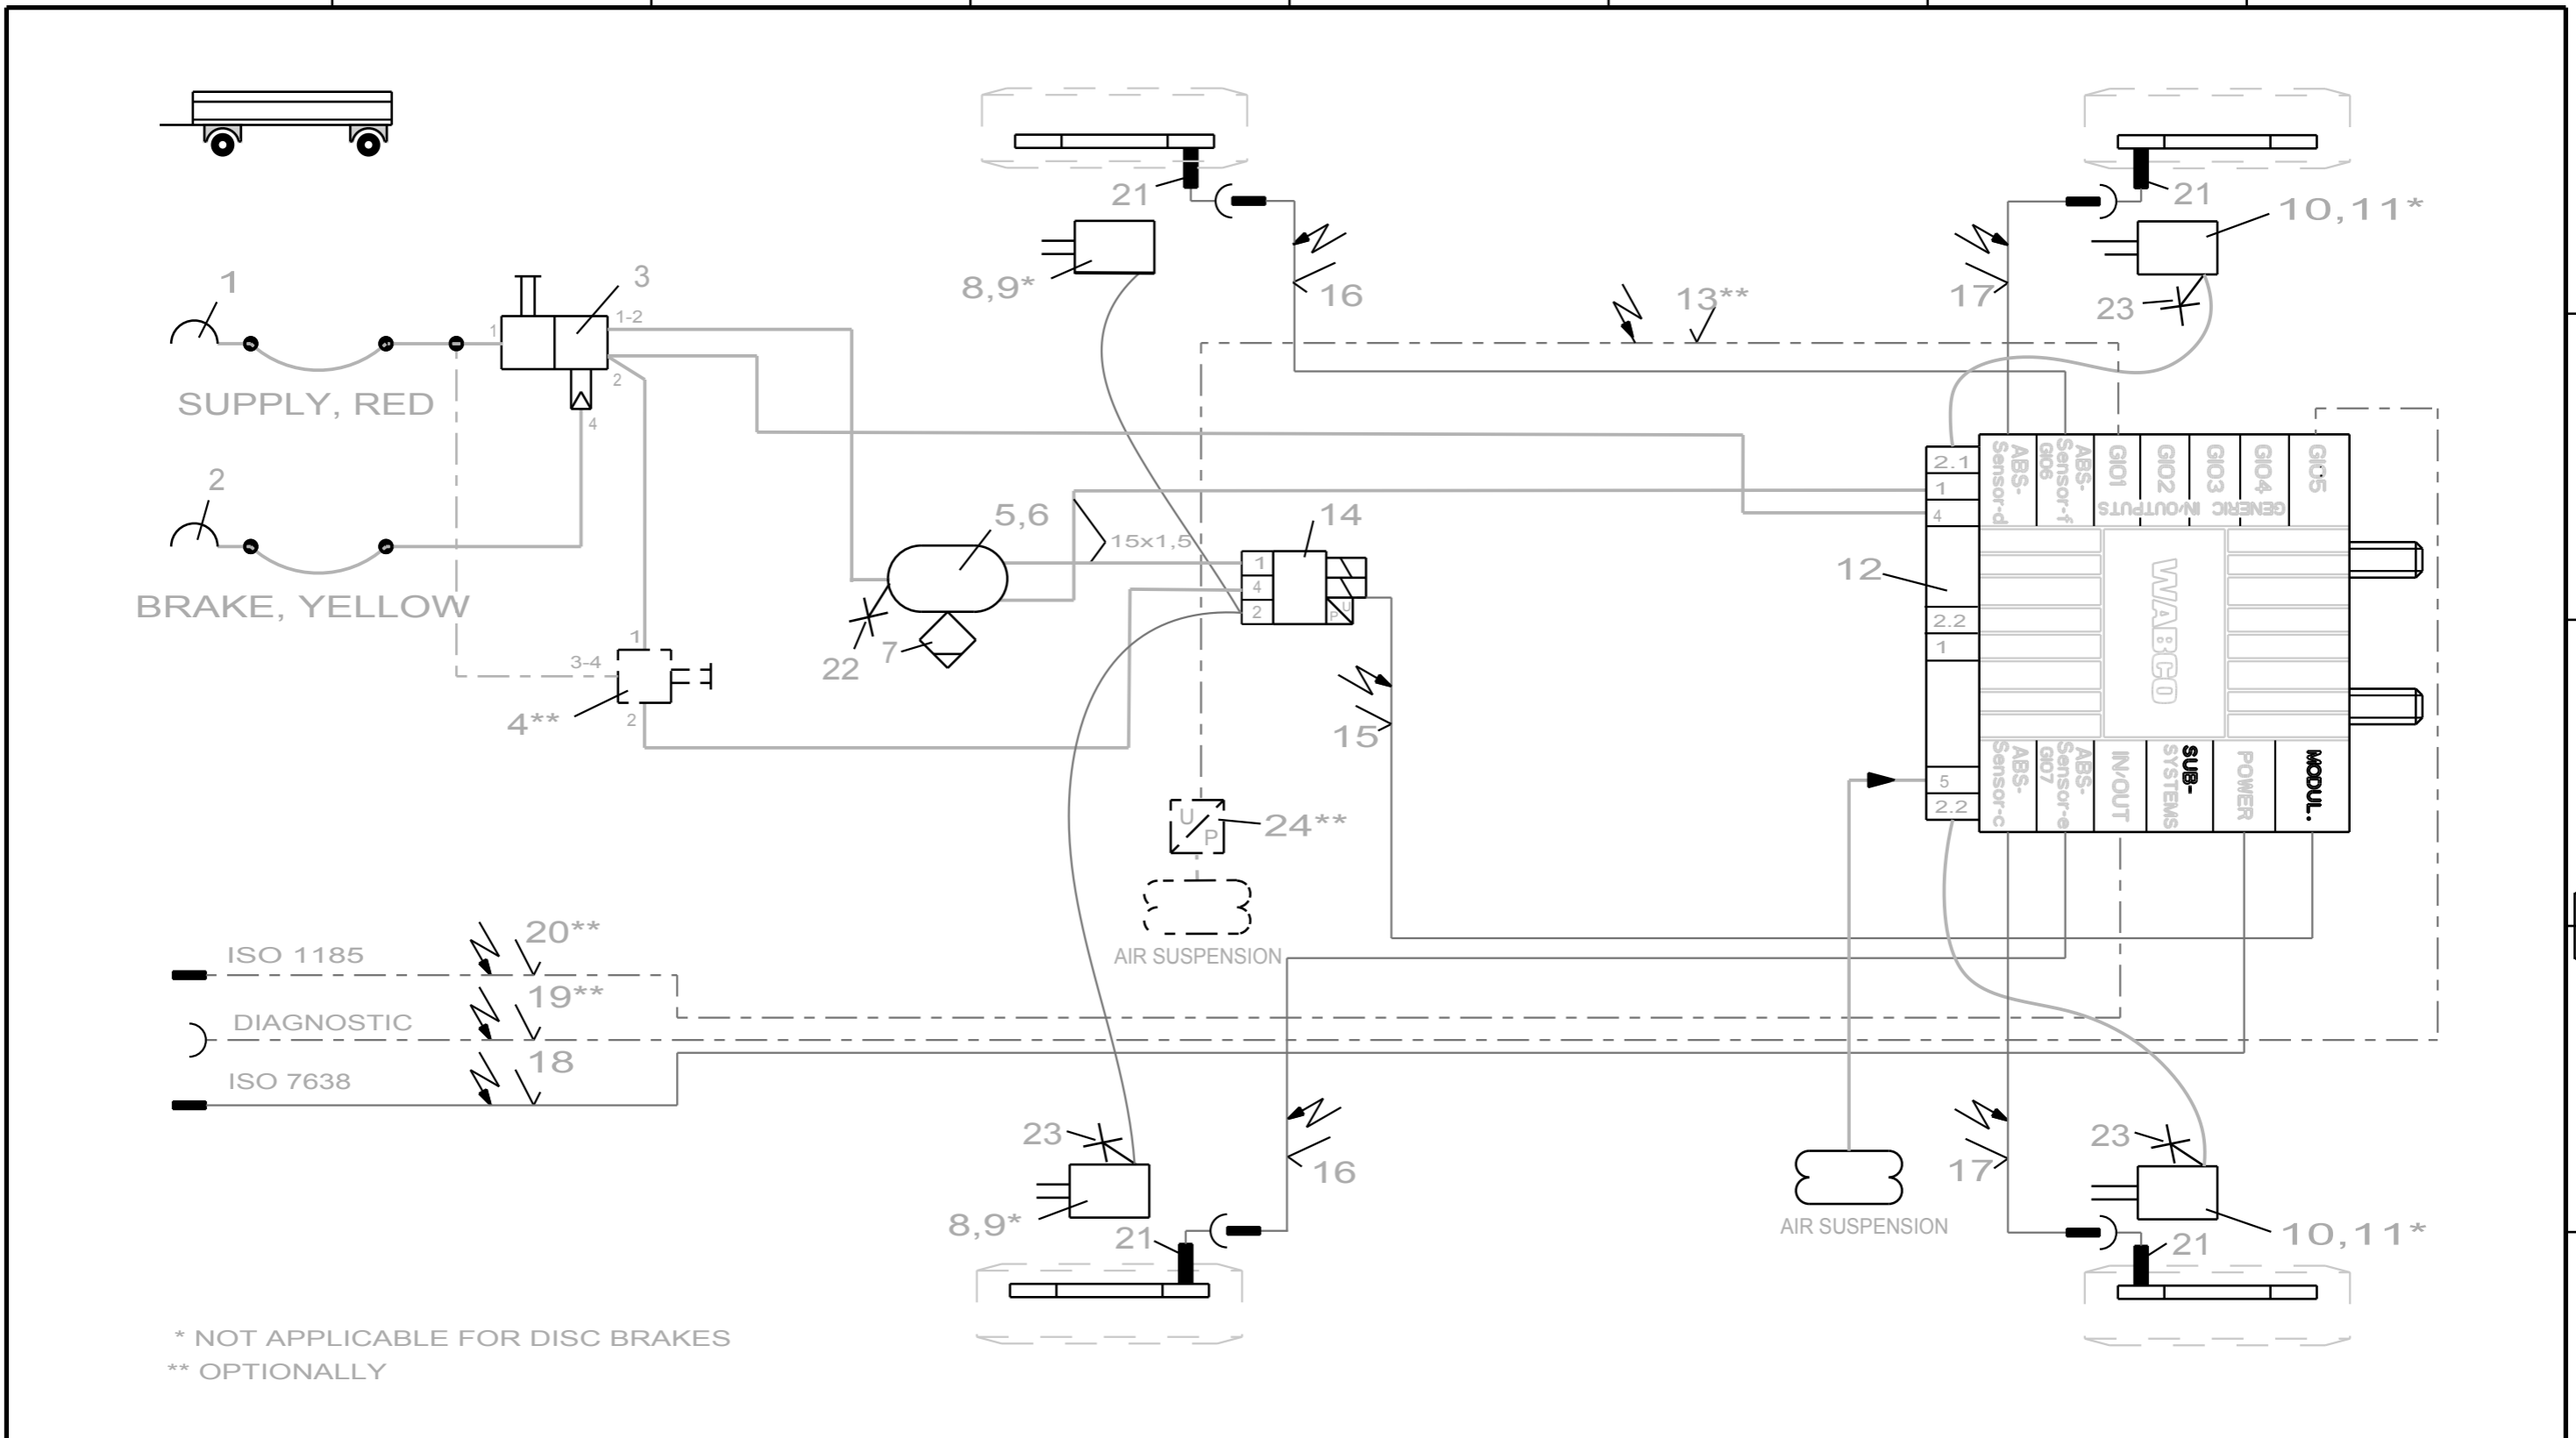 21
21
10,11*
8,9*
16
17
23
1
3
13**
1
1-2
2
4
SUPPLY, RED
2
BRAKE, YELLOW
5,6
15x1,5
14
1
4
2
U
P
22
7
1
3-4
4**
2
15
12
2.1
1
4
2.2
1
5
2.2
ABS-
Sensor-d
ABS-
Sensor-f
GIO6
GIO1
GIO2
GIO3
GIO4
GIO5
GENERIC IN/OUTPUTS
WABCO
ABS-
Sensor-c
ABS-
Sensor-e
GIO7
IN/OUT
SUB-
SYSTEMS
POWER
MODUL.
U
P
24**
AIR SUSPENSION
ISO 1185
20**
DIAGNOSTIC
19**
ISO 7638
18
23
8,9*
21
16
AIR SUSPENSION
17
23
10,11*
21
* NOT APPLICABLE FOR DISC BRAKES
** OPTIONALLY